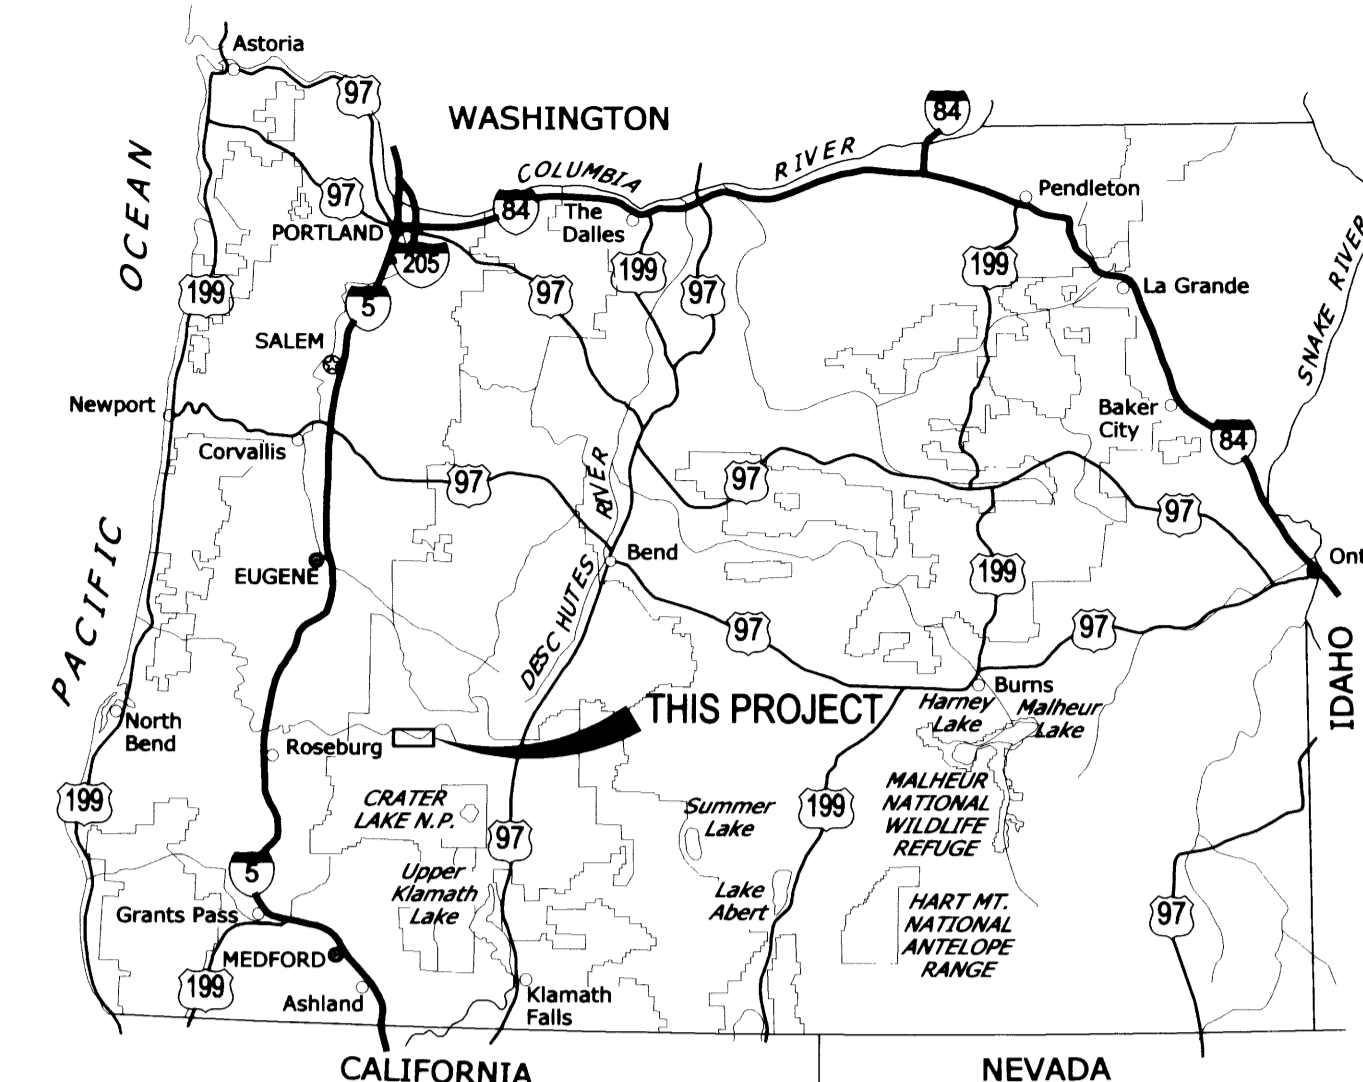 Astoria
97
WASHINGTON
84
OCEAN
COLUMBIA
RIVER
97
84
Pendleton
The
Dalles
PORTLAND
205
199
199
97
97
199
La Grande
5
SNAKE RIVER
SALEM
Newport
Baker
City
Corvallis
84
97
97
RIVER
97
Bend
Ont
EUGENE
199
PACIFIC
DESCHUTES
97
97
IDAHO
Burns
THIS PROJECT
Harney
Lake
Malheur
Lake
North
Bend
Roseburg
199
CRATER
LAKE N.P.
97
Summer
Lake
199
MALHEUR
NATIONAL
WILDLIFE
REFUGE
5
Upper
Klamath
Lake
Lake
Abert
HART MT.
NATIONAL
ANTELOPE
RANGE
97
Grants Pass
MEDFORD
199
Ashland
Klamath
Falls
CALIFORNIA
NEVADA